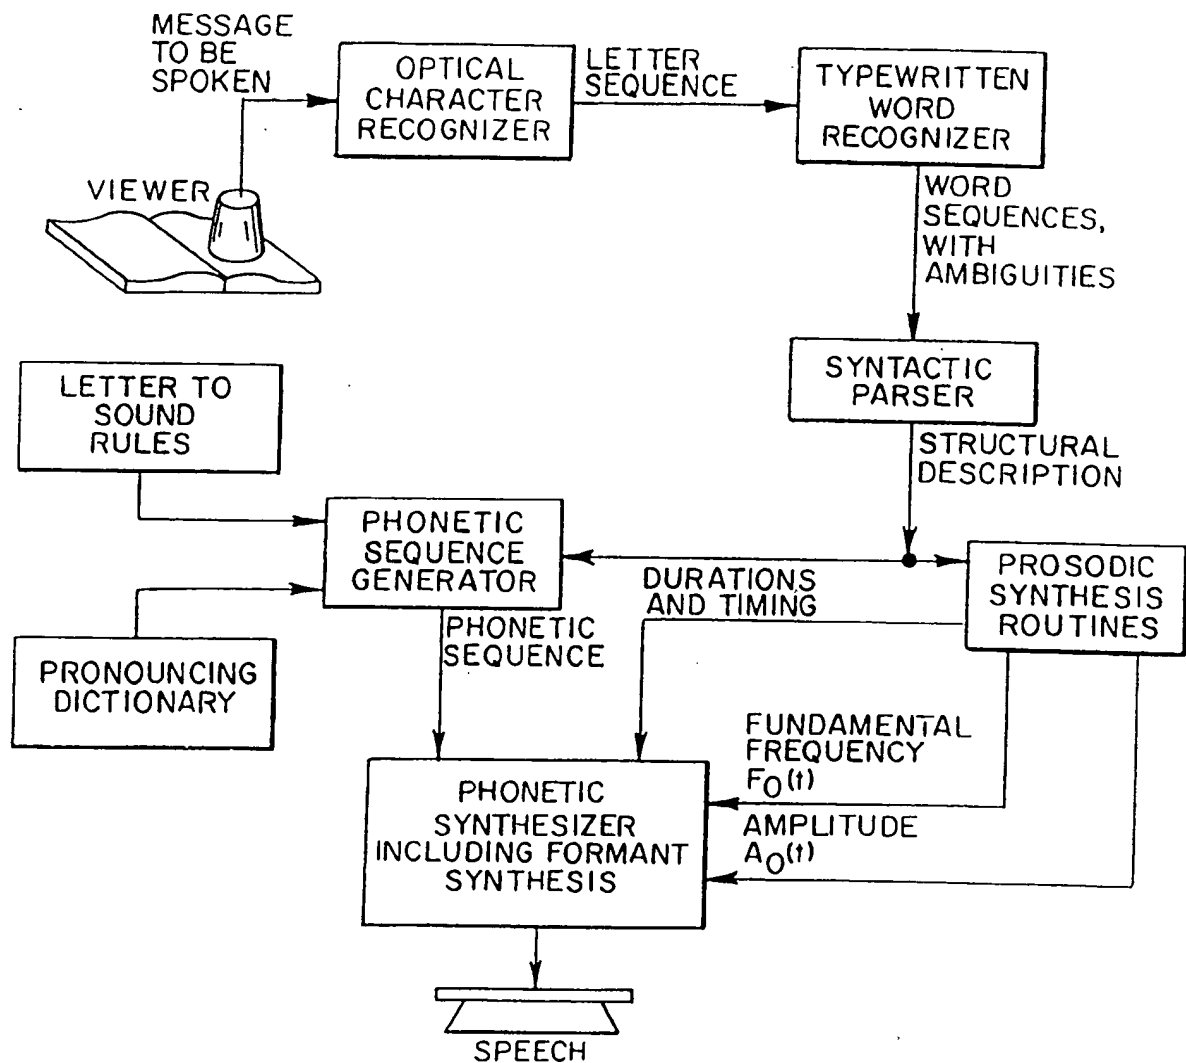 MESSAGE
TO BE
SPOKEN
OPTICAL
CHARACTER
RECOGNIZER
LETTER
SEQUENCE
TYPEWRITTEN
WORD
RECOGNIZER
VIEWER
WORD
SEQUENCES,
WITH
AMBIGUITIES
SYNTACTIC
PARSER
STRUCTURAL
DESCRIPTION
LETTER TO
SOUND
RULES
PHONETIC
SEQUENCE
GENERATOR
PRONOUNCING
DICTIONARY
PHONETIC
SEQUENCE
DURATIONS
AND TIMING
PROSODIC
SYNTHESIS
ROUTINES
FUNDAMENTAL
FREQUENCY
F0(t)
AMPLITUDE
A0(t)
PHONETIC
SYNTHESIZER
INCLUDING FORMANT
SYNTHESIS
SPEECH